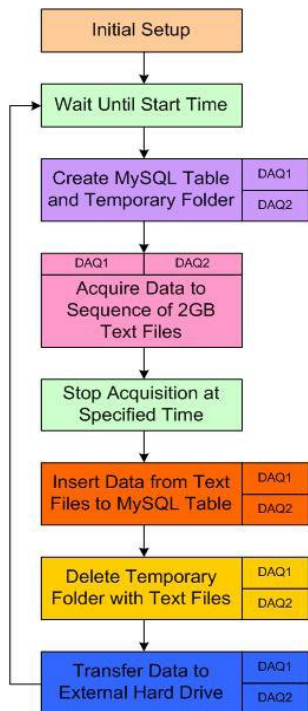 Initial Setup
Wait Until Start Time
Create MySQL Table
and Temporary Folder
DAQ1
DAQ2
DAQ1
DAQ2
Acquire Data to
Sequence of 2GB
Text Files
Stop Acquisition at
Specified Time
Insert Data from Text
Files to MySQL Table
DAQ1
DAQ2
Delete Temporary
Folder with Text Files
DAQ1
DAQ2
Transfer Data to
External Hard Drive
DAQ1
DAQ2